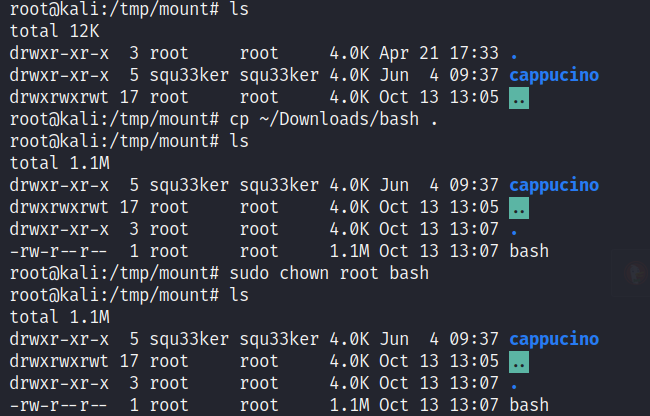 root@kali:/tmp/mount# ls
total 12K
drwxr-xr-x  3 root     root     4.0K Apr 21 17:33 .
drwxr-xr-x  5 squ33ker squ33ker 4.0K Jun  4 09:37 cappucino
drwxrwxrwt 17 root     root     4.0K Oct 13 13:05 ..
root@kali:/tmp/mount# cp ~/Downloads/bash .
root@kali:/tmp/mount# ls
total 1.1M
drwxr-xr-x  5 squ33ker squ33ker 4.0K Jun  4 09:37 cappucino
drwxrwxrwt 17 root     root     4.0K Oct 13 13:05 ..
drwxr-xr-x  3 root     root     4.0K Oct 13 13:07 .
-rw-r--r--  1 root     root     1.1M Oct 13 13:07 bash
root@kali:/tmp/mount# sudo chown root bash
root@kali:/tmp/mount# ls
total 1.1M
drwxr-xr-x  5 squ33ker squ33ker 4.0K Jun  4 09:37 cappucino
drwxrwxrwt 17 root     root     4.0K Oct 13 13:05 ..
drwxr-xr-x  3 root     root     4.0K Oct 13 13:07 .
-rw-r--r--  1 root     root     1.1M Oct 13 13:07 bash